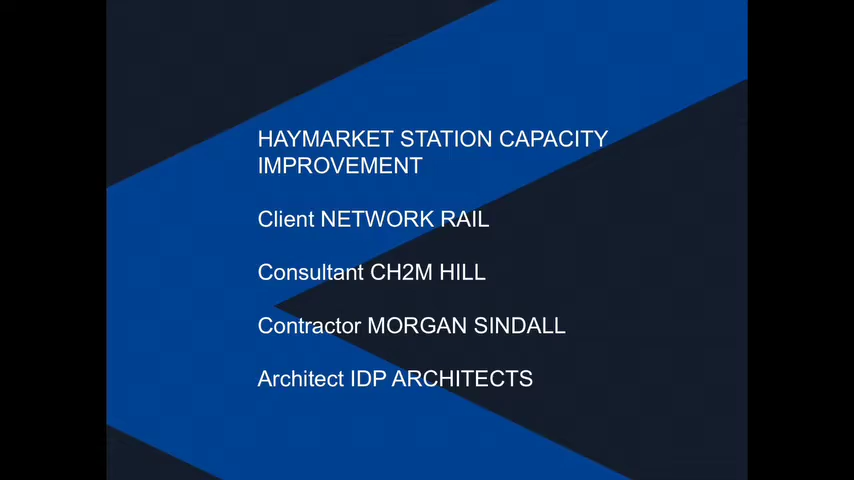 HAYMARKET STATION CAPACITY
IMPROVEMENT
Client NETWORK RAIL
Consultant CH2M HILL
Contractor MORGAN SINDALL
Architect IDP ARCHITECTS